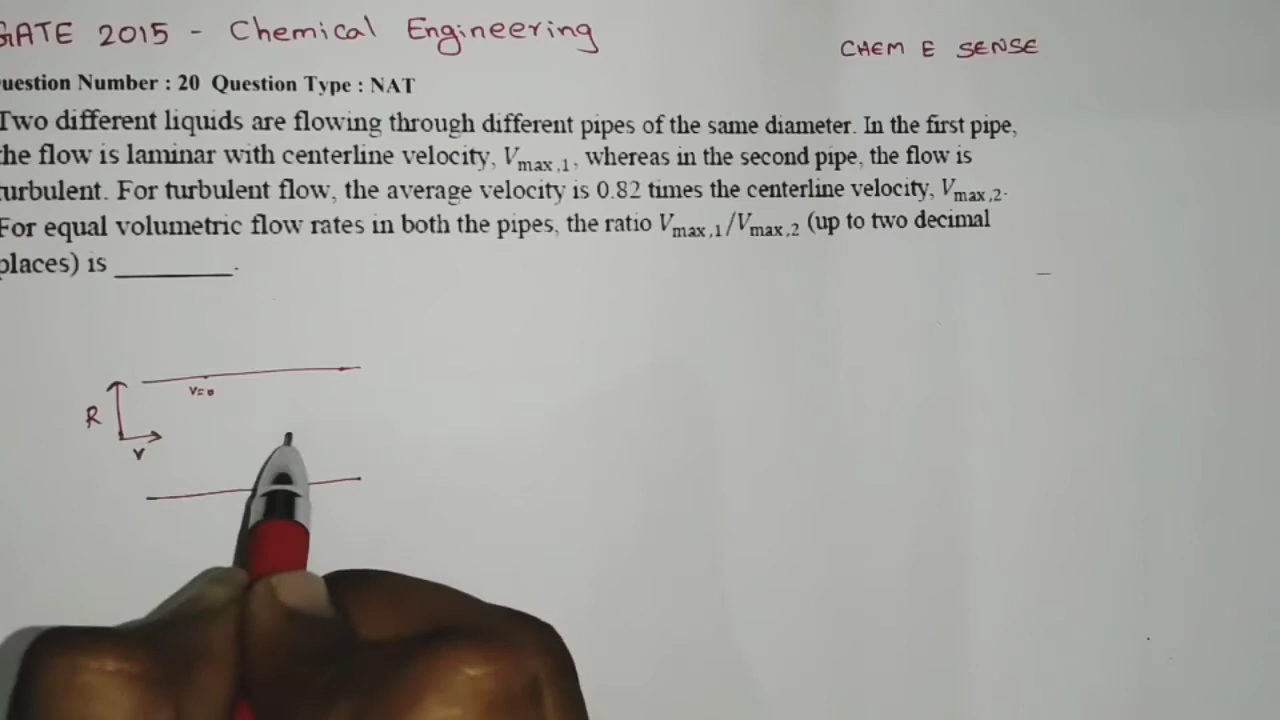 GATE 2015 - Chemical Engineering
CHEM E SENSE
uestion Number : 20 Question Type : NAT
Two different liquids are flowing through different pipes of the same diameter. In the first pipe,
the flow is laminar with centerline velocity, Vmax,1, whereas in the second pipe, the flow is
turbulent. For turbulent flow, the average velocity is 0.82 times the centerline velocity, Vmax,2.
For equal volumetric flow rates in both the pipes, the ratio Vmax,1/Vmax,2 (up to two decimal
places) is ________.
v=0
R
v